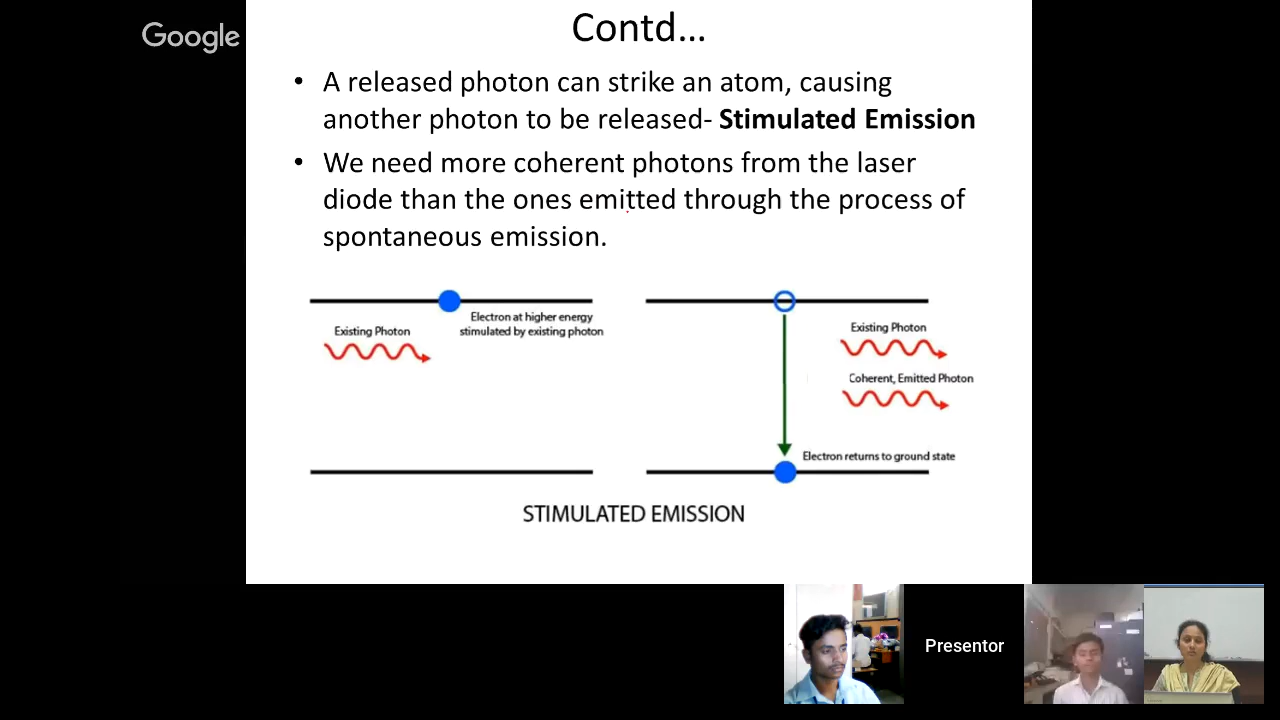 Google
Contd...
• A released photon can strike an atom, causing
another photon to be released- Stimulated Emission
• We need more coherent photons from the laser
diode than the ones emitted through the process of
spontaneous emission.
Electron at higher energy
stimulated by existing photon
Existing Photon
Existing Photon
Coherent, Emitted Photon
Electron returns to ground state
STIMULATED EMISSION
Presentor